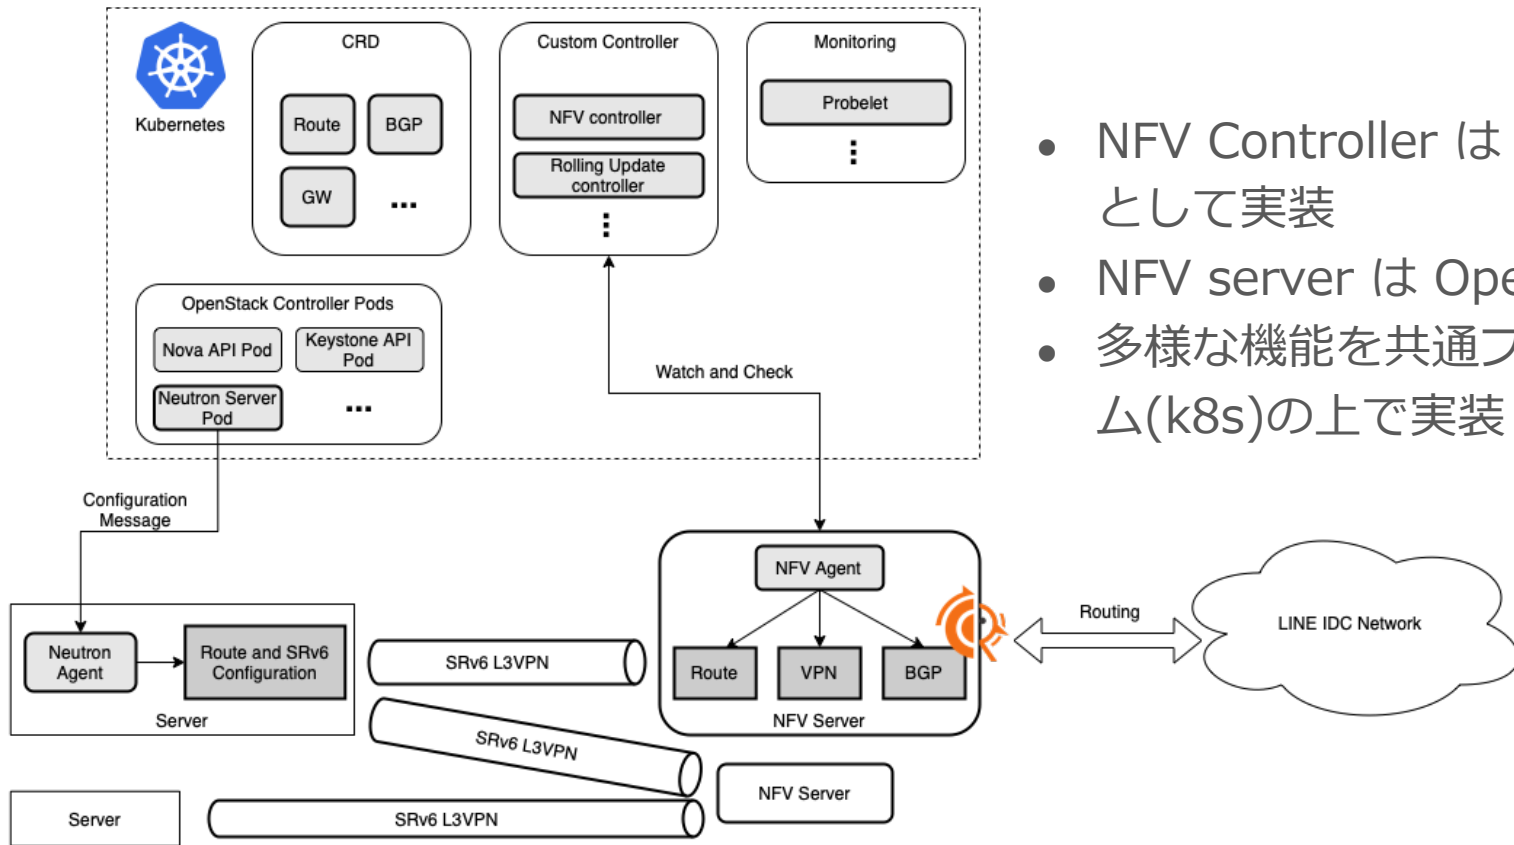 CRD
Custom Controller
Monitoring
Kubernetes
Route
BGP
GW
...
NFV controller
Rolling Update
controller
Probelet
NFV Controller は
として実装
NFV server は Ope
多様な機能を共通フ
ム(k8s)の上で実装
OpenStack Controller Pods
Nova API Pod
Keystone API
Pod
Neutron Server
Pod
...
Watch and Check
Configuration
Message
NFV Agent
Route
VPN
BGP
NFV Server
Routing
LINE IDC Network
Neutron
Agent
Route and SRv6
Configuration
Server
SRv6 L3VPN
SRv6 L3VPN
NFV Server
Server
SRv6 L3VPN